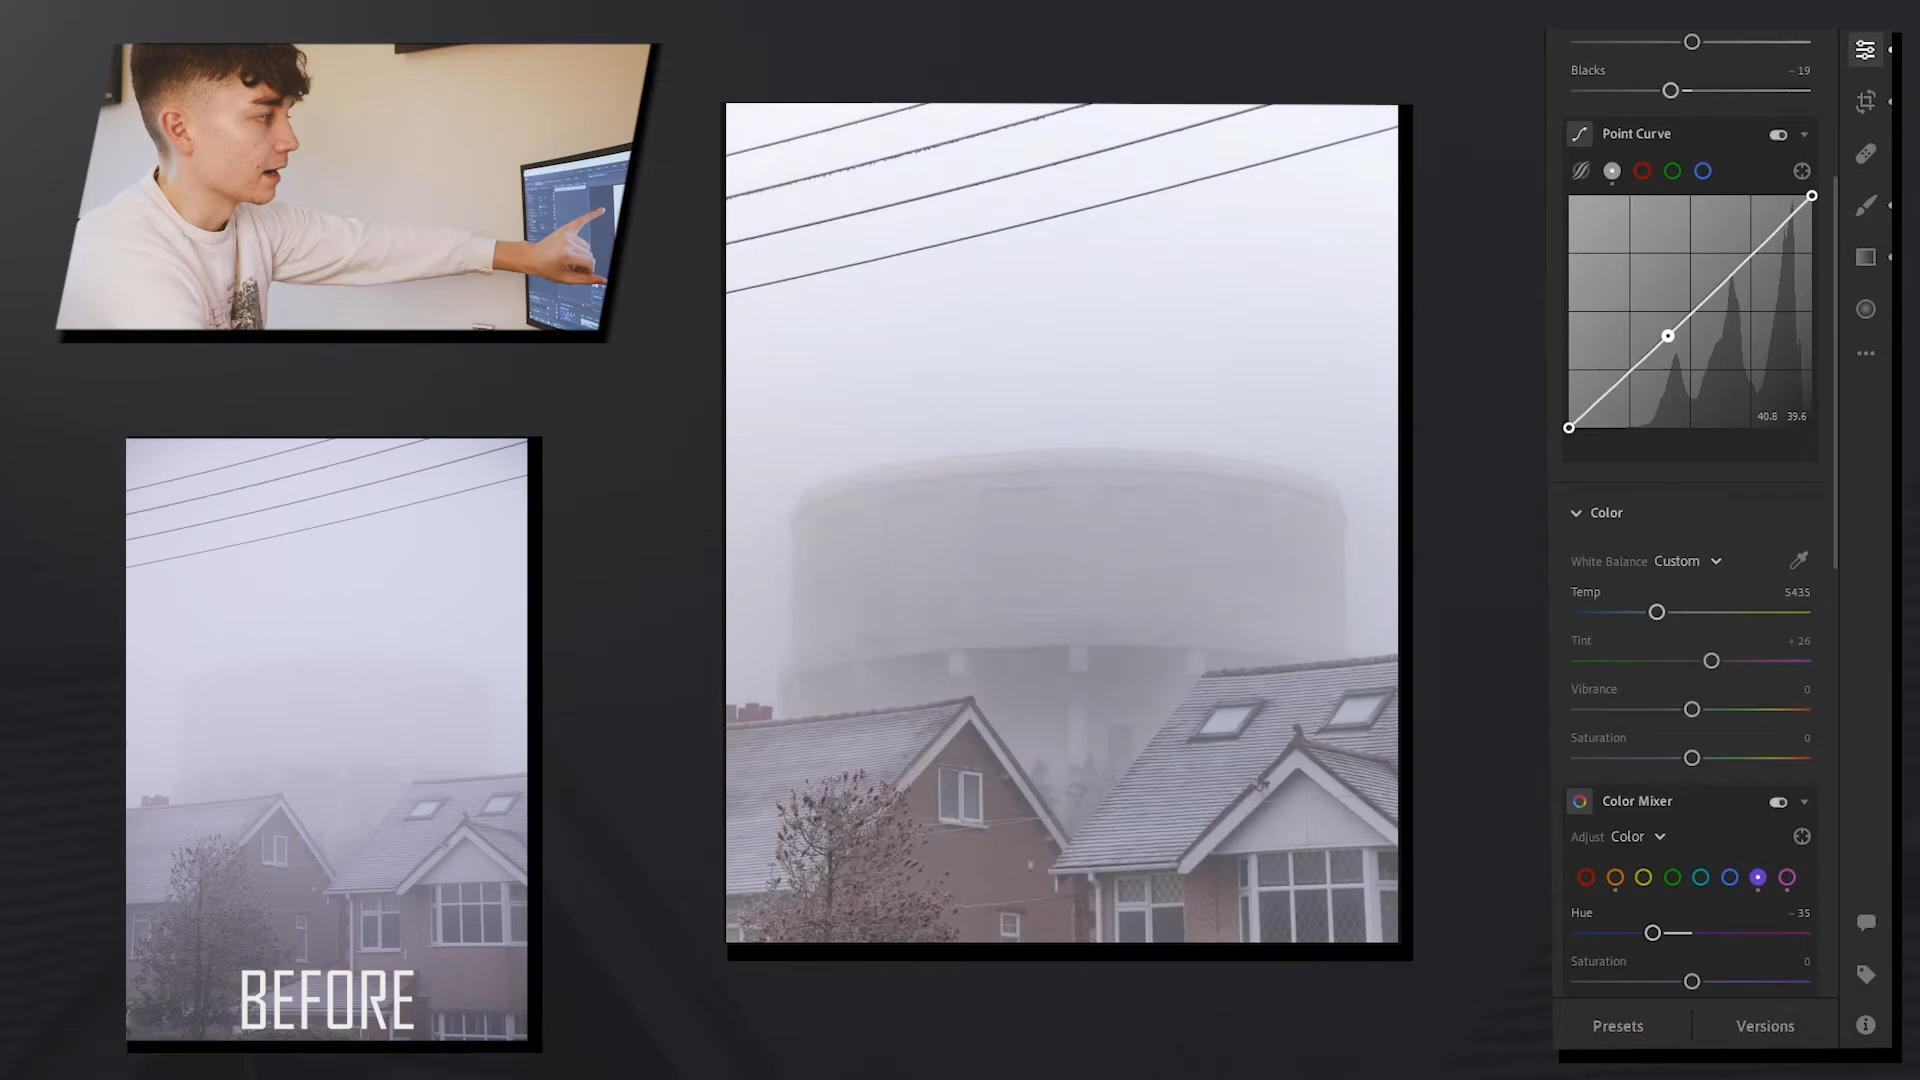 BEFORE
Blacks - 19
Point Curve
40.8 39.6
Color
White Balance Custom
Temp 5435
Tint + 26
Vibrance 0
Saturation 0
Color Mixer
Adjust Color
Hue - 35
Saturation 0
Presets Versions